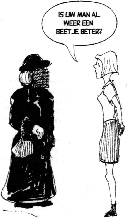 IS UW MAN AL
WEER EEN
BEETJE BETER?